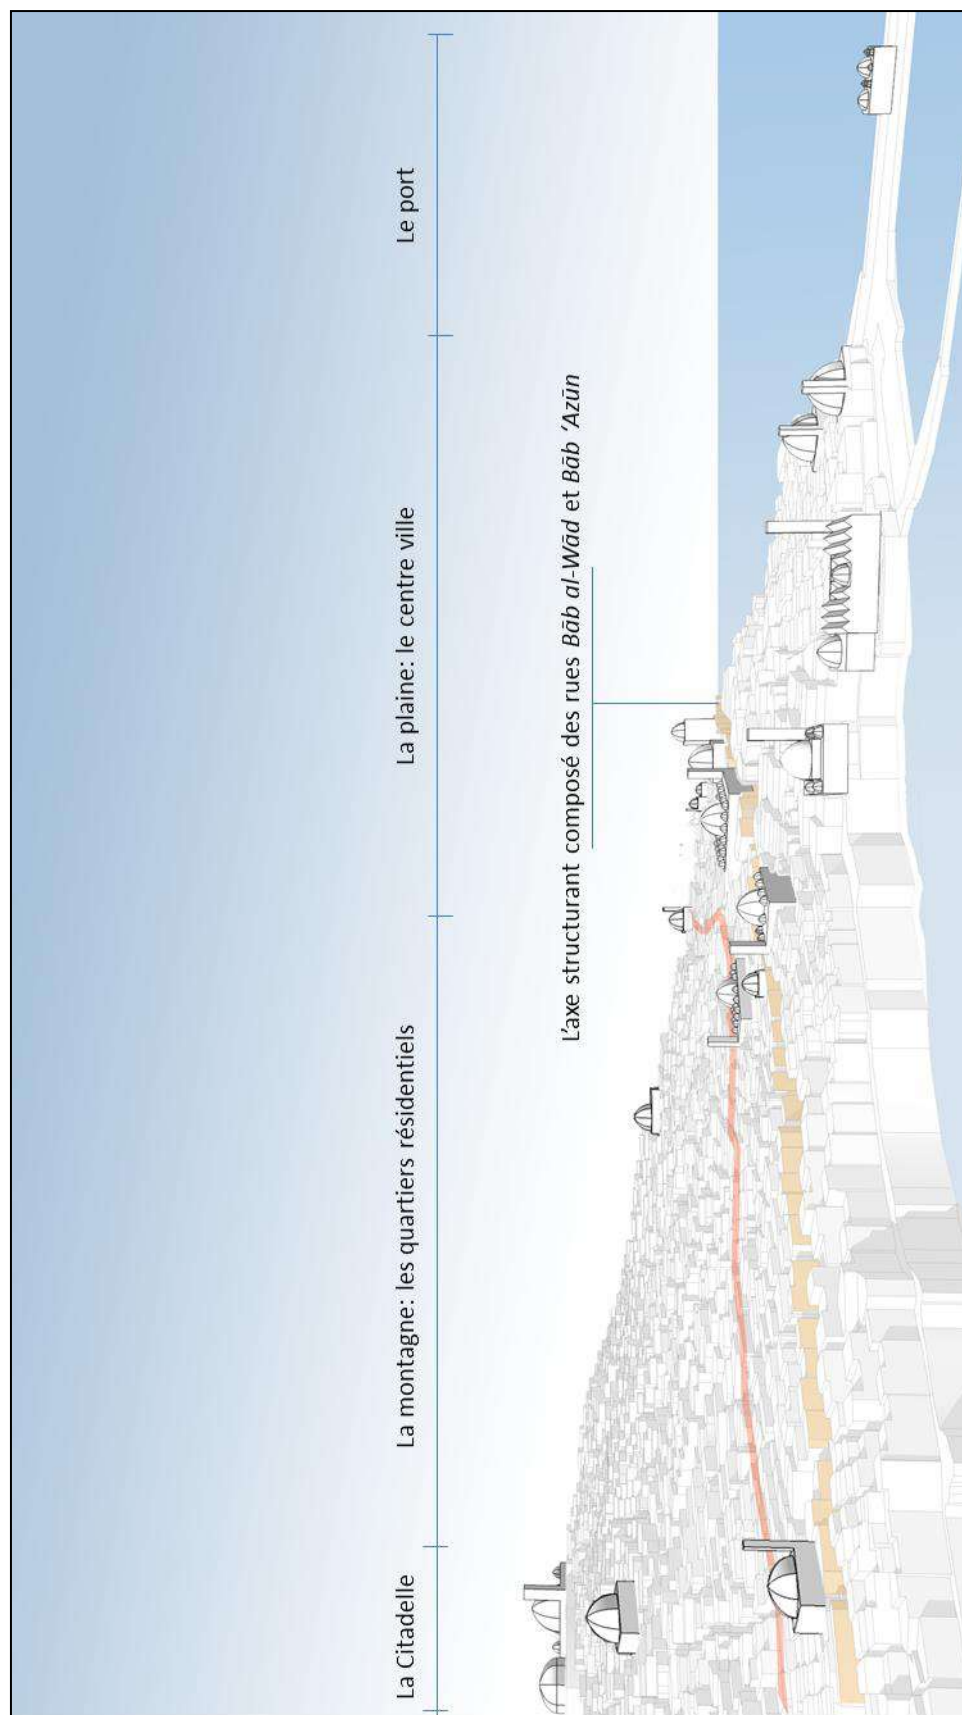 La Citadelle
La montagne: les quartiers résidentiels
La plaine: le centre ville
Le port
L'axe structurant composé des rues Bāb al-Wād et Bāb ‘Azūn